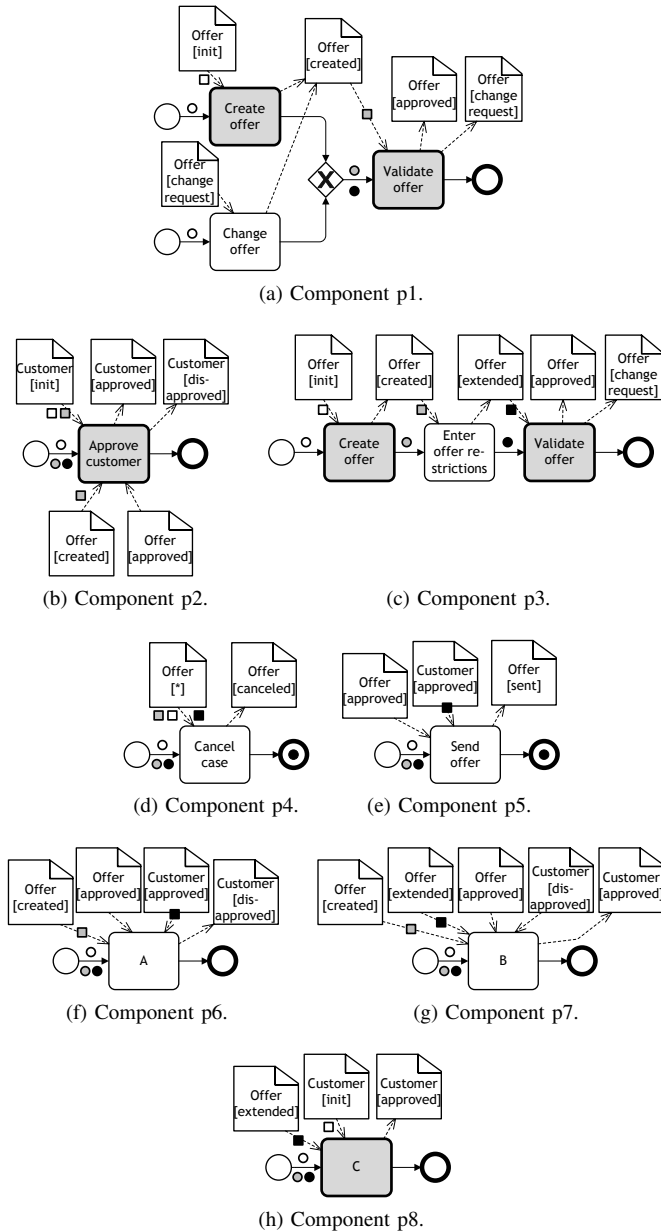 Offer
[init]
Offer
[created]
Offer
[approved]
Offer
[change
request]
Create
offer
Offer
[change
request]
X
Validate
offer
Change
offer
(a) Component p1.
Customer
[init]
Customer
[approved]
Customer
[dis-
approved]
Approve
customer
Offer
[created]
Offer
[approved]
(b) Component p2.
Offer
[init]
Offer
[created]
Offer
[extended]
Offer
[approved]
Offer
[change
request]
Create
offer
Enter
offer re-
strictions
Validate
offer
(c) Component p3.
Offer
[*]
Offer
[canceled]
Cancel
case
(d) Component p4.
Offer
[approved]
Customer
[approved]
Offer
[sent]
Send
offer
(e) Component p5.
Offer
[created]
Offer
[approved]
Customer
[approved]
Customer
[dis-
approved]
A
(f) Component p6.
Offer
[created]
Offer
[extended]
Offer
[approved]
Customer
[dis-
approved]
Customer
[approved]
B
(g) Component p7.
Offer
[extended]
Customer
[init]
Customer
[approved]
C
(h) Component p8.